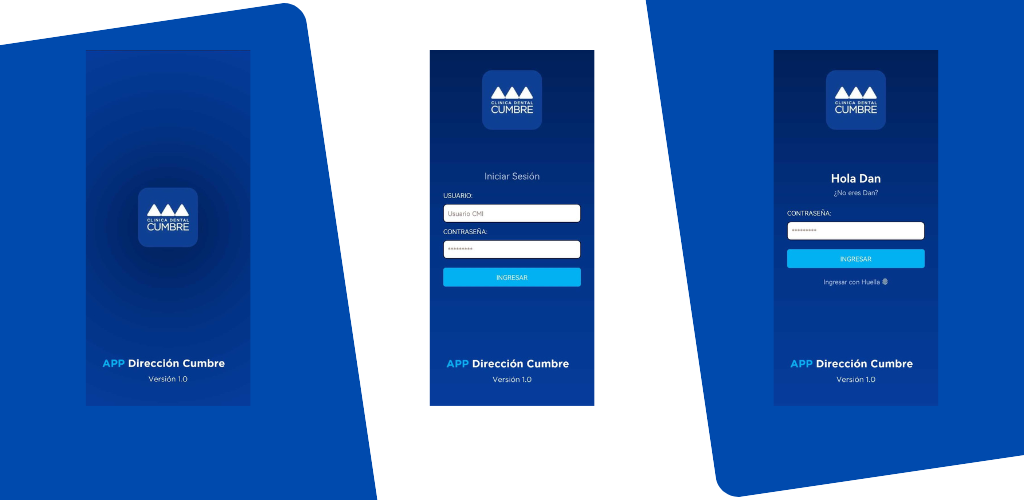 CLINICA DENTAL
CUMBRE
APP Dirección Cumbre
Versión 1.0
CLINICA DENTAL
CUMBRE
Iniciar Sesión
USUARIO:
Usuario CMI
CONTRASEÑA:
*********
INGRESAR
APP Dirección Cumbre
Versión 1.0
CLINICA DENTAL
CUMBRE
Hola Dan
¿No eres Dan?
CONTRASEÑA:
*********
INGRESAR
Ingresar con Huella
APP Dirección Cumbre
Versión 1.0